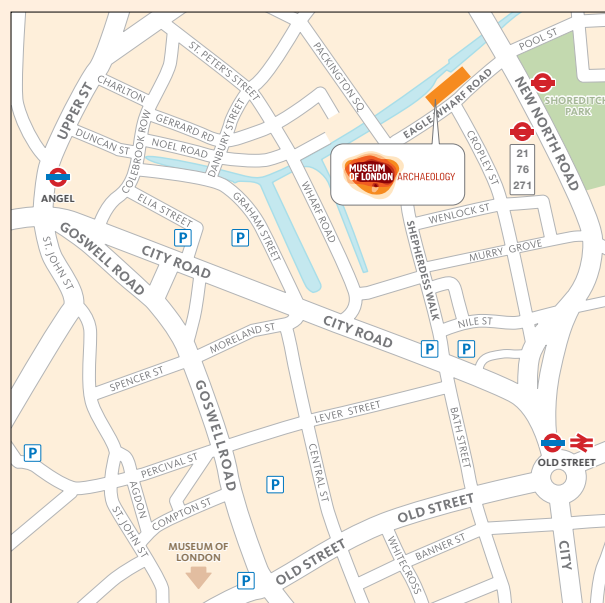 POOL ST
ST. PETER'S STREET
PACKINGTON SQ.
UPPER ST
CHARLTON
NEW NORTH ROAD
EAGLE WHARF ROAD
SHOREDITCH
PARK
GERRARD RD
DANBURY STREET
COLEBROOK ROW
DUNCAN ST
NOEL ROAD
CROPLEY ST
21
76
271
MUSEUM
OF LONDON ARCHAEOLOGY
ANGEL
ELIA STREET
GRAHAM STREET
WHARF ROAD
WENLOCK ST
SHEPHERDESS WALK
MURRY GROVE
P
P
ST. JOHN ST
GOSWELL ROAD
CITY ROAD
CITY ROAD
NILE ST
MORELAND ST
P
P
SPENCER ST
GOSWELL ROAD
LEVER STREET
BATH STREET
CENTRAL ST
P
PERCIVAL ST
OLD STREET
P
AGDON
ST. JOHN ST
COMPTON ST
OLD STREET
OLD STREET
MUSEUM OF
LONDON
P
WHITECROSS
BANNER ST
CITY